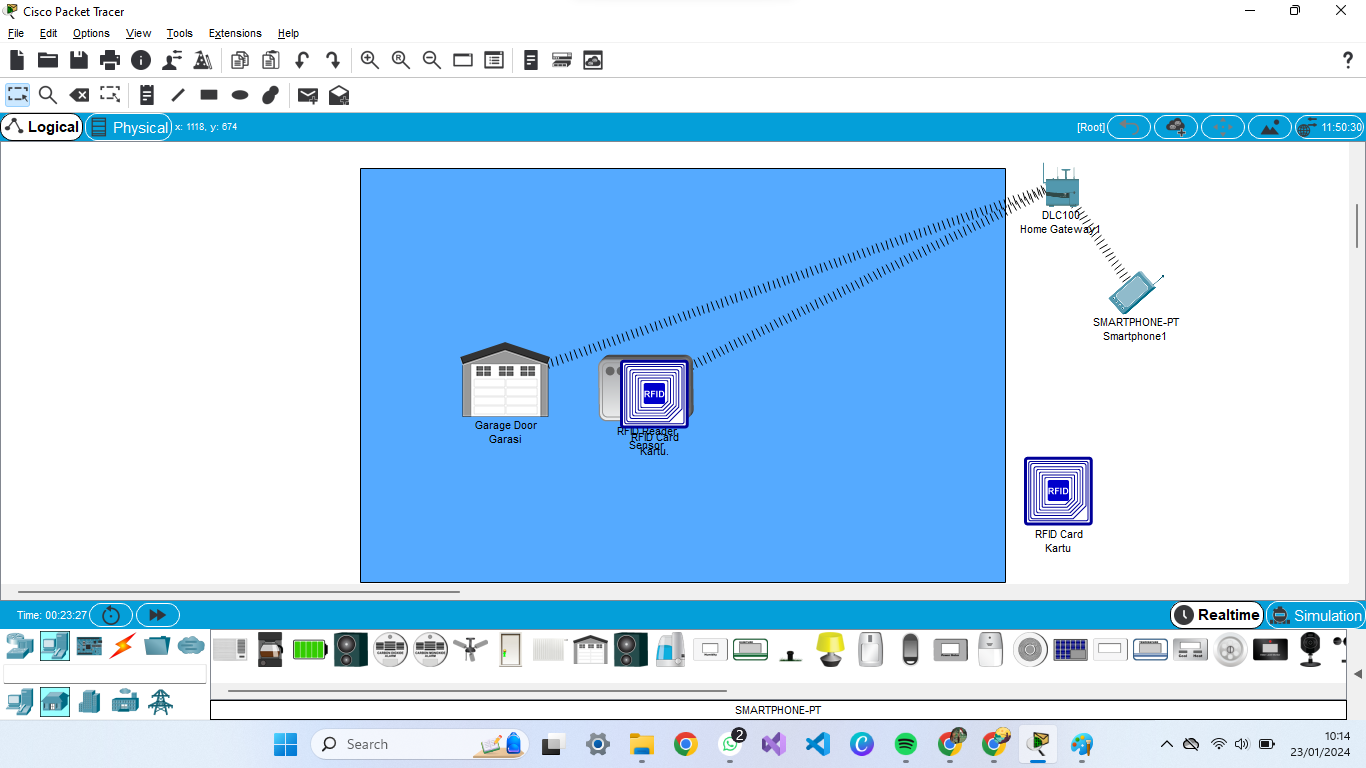 Cisco Packet Tracer
File Edit Options View Tools Extensions Help
Logical
Physical
x: 1118, y: 674
[Root]
11:50:30
DLC100
Home Gateway1
SMARTPHONE-PT
Smartphone1
RFID
Garage Door
Garasi
RFID Reader
Sensor
RFID Card
Kartu.
RFID
RFID Card
Kartu
Time: 00:23:27
Realtime
Simulation
SMARTPHONE-PT
Search
2
10:14
23/01/2024